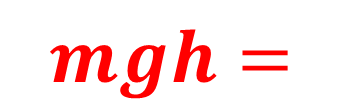 mgh =